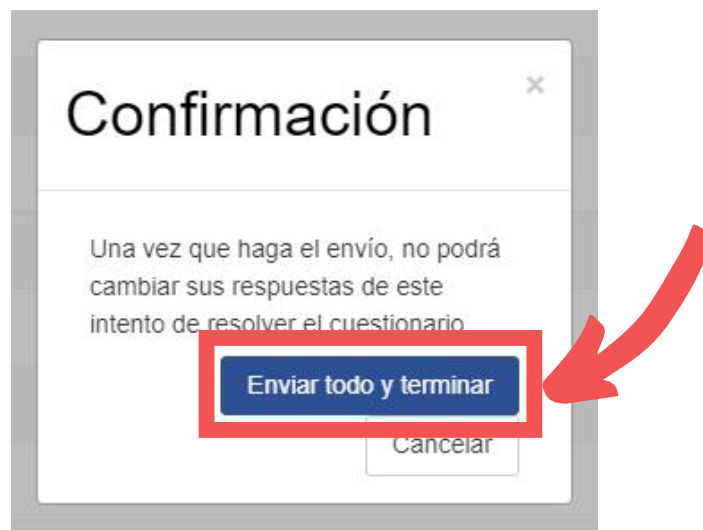 Confirmación
×
Una vez que haga el envío, no podrá
cambiar sus respuestas de este
intento de resolver el cuestionario
Enviar todo y terminar
Cancelar